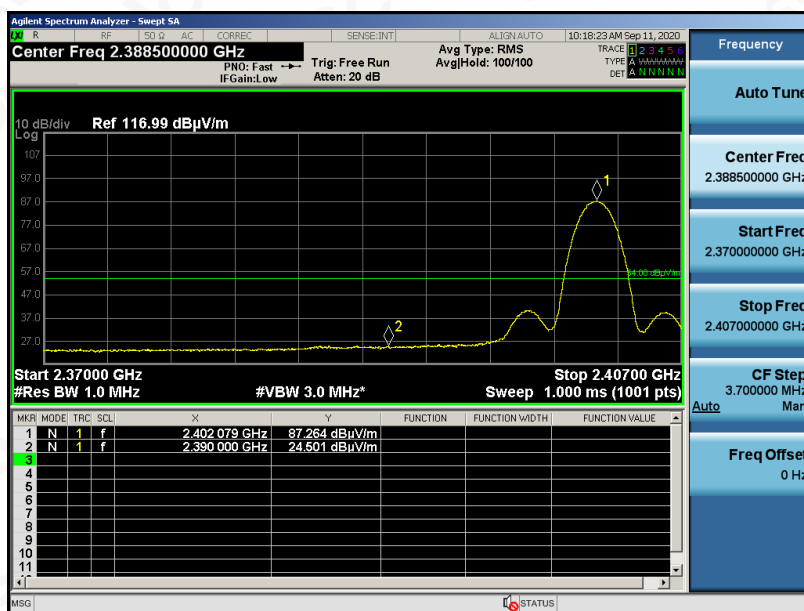 Agilent Spectrum Analyzer - Swept SA
LXI R RF 50 Ω AC CORREC SENSE:INT ALIGN AUTO 10:18:23 AM Sep 11, 2020
Center Freq 2.388500000 GHz
PNO: Fast
IFGain:Low
Trig: Free Run
Atten: 20 dB
Avg Type: RMS
Avg|Hold: 100/100
TRACE 1 2 3 4 5 6
TYPE A WWWWW
DET A N N N N N
10 dB/div Ref 116.99 dBµV/m
Log
107
97.0
87.0
77.0
67.0
57.0
47.0
37.0
27.0
1
2
Start 2.37000 GHz Stop 2.40700 GHz
#Res BW 1.0 MHz #VBW 3.0 MHz* Sweep 1.000 ms (1001 pts)
MKR MODE TRC SCL X Y FUNCTION FUNCTION WIDTH FUNCTION VALUE
1 N 1 f 2.402 079 GHz 87.264 dBµV/m
2 N 1 f 2.390 000 GHz 24.501 dBµV/m
3
4
5
6
7
8
9
10
11
MSG STATUS
Frequency
Auto Tune
Center Freq
2.388500000 GHz
Start Freq
2.370000000 GHz
Stop Freq
2.407000000 GHz
CF Step
3.700000 MHz
Auto Man
Freq Offset
0 Hz